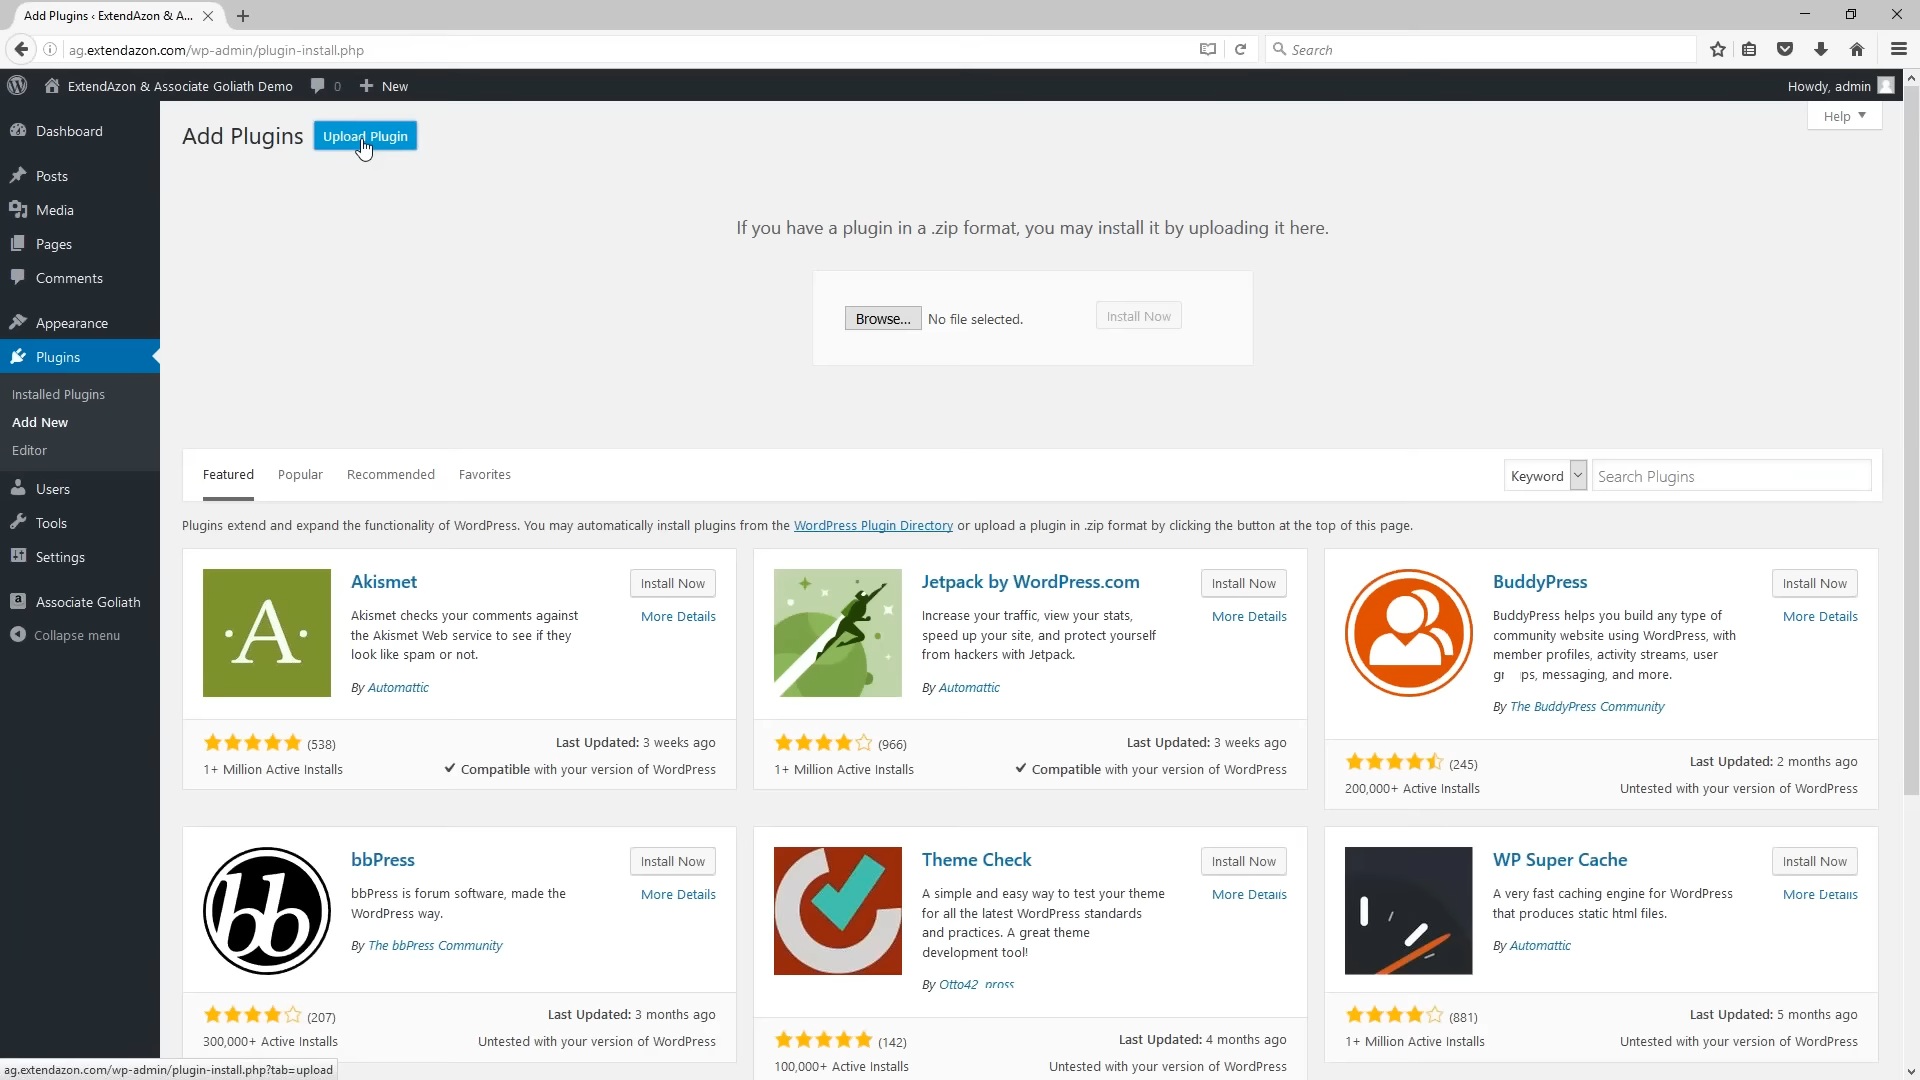 Add Plugins ‹ ExtendAzon & A...
ag.extendazon.com/wp-admin/plugin-install.php
Search
ExtendAzon & Associate Goliath Demo
0
New
Howdy, admin
Dashboard
Posts
Media
Pages
Comments
Appearance
Plugins
Installed Plugins
Add New
Editor
Users
Tools
Settings
Associate Goliath
Collapse menu
Add Plugins
Upload Plugin
Help
If you have a plugin in a .zip format, you may install it by uploading it here.
Browse... No file selected.
Install Now
Featured
Popular
Recommended
Favorites
Keyword
Search Plugins
Plugins extend and expand the functionality of WordPress. You may automatically install plugins from the WordPress Plugin Directory or upload a plugin in .zip format by clicking the button at the top of this page.
Akismet
Install Now
More Details
Akismet checks your comments against
the Akismet Web service to see if they
look like spam or not.
By Automattic
(538)
Last Updated: 3 weeks ago
1+ Million Active Installs
Compatible with your version of WordPress
Jetpack by WordPress.com
Install Now
More Details
Increase your traffic, view your stats,
speed up your site, and protect yourself
from hackers with Jetpack.
By Automattic
(966)
Last Updated: 3 weeks ago
1+ Million Active Installs
Compatible with your version of WordPress
BuddyPress
Install Now
More Details
BuddyPress helps you build any type of
community website using WordPress, with
member profiles, activity streams, user
messaging, and more.
By The BuddyPress Community
(245)
Last Updated: 2 months ago
200,000+ Active Installs
Untested with your version of WordPress
bbPress
Install Now
More Details
bbPress is forum software, made the
WordPress way.
By The bbPress Community
(207)
Last Updated: 3 months ago
300,000+ Active Installs
Untested with your version of WordPress
Theme Check
Install Now
More Details
A simple and easy way to test your theme
for all the latest WordPress standards
and practices. A great theme
development tool!
By Otto42
(142)
Last Updated: 4 months ago
100,000+ Active Installs
Untested with your version of WordPress
WP Super Cache
Install Now
More Details
A very fast caching engine for WordPress
that produces static html files.
By Automattic
(881)
Last Updated: 5 months ago
1+ Million Active Installs
Untested with your version of WordPress
ag.extendazon.com/wp-admin/plugin-install.php?tab=upload